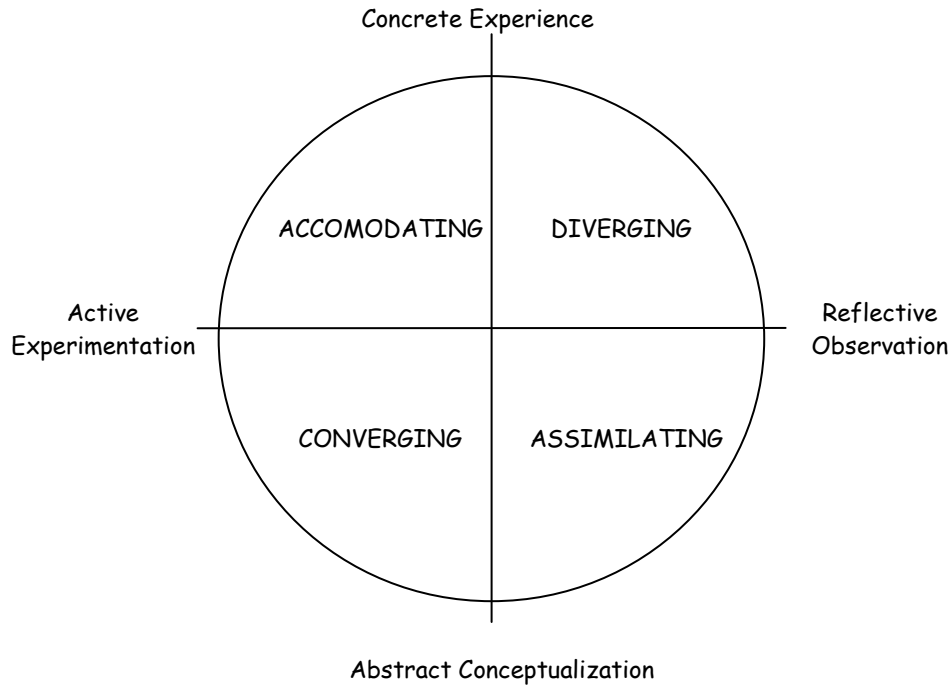 Concrete Experience
ACCOMODATING
DIVERGING
Active
Experimentation
Reflective
Observation
CONVERGING
ASSIMILATING
Abstract Conceptualization